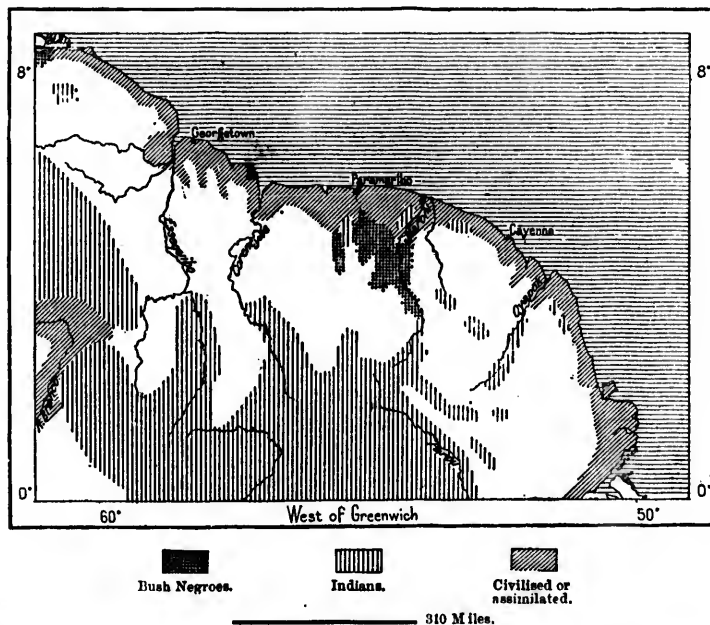 8°
8°
Georgetown
Paramaribo
Cayenne
Essequibo
0°
0°
60°
West of Greenwich
50°
Bush Negroes.
Indians.
Civilised or
assimilated.
310 Miles.